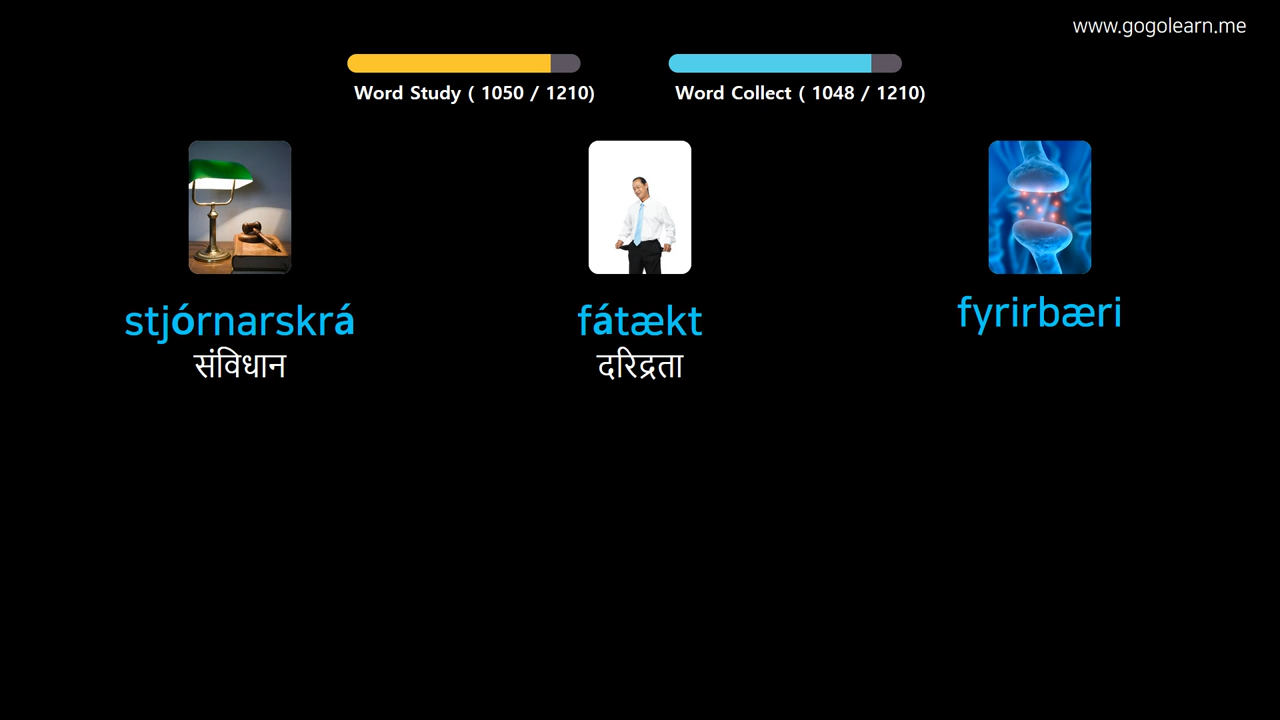 www.gogolearn.me
Word Study ( 1050 / 1210)
Word Collect ( 1048 / 1210)
stjórnarskrá
संविधान
fátækt
दरिद्रता
fyrirbæri